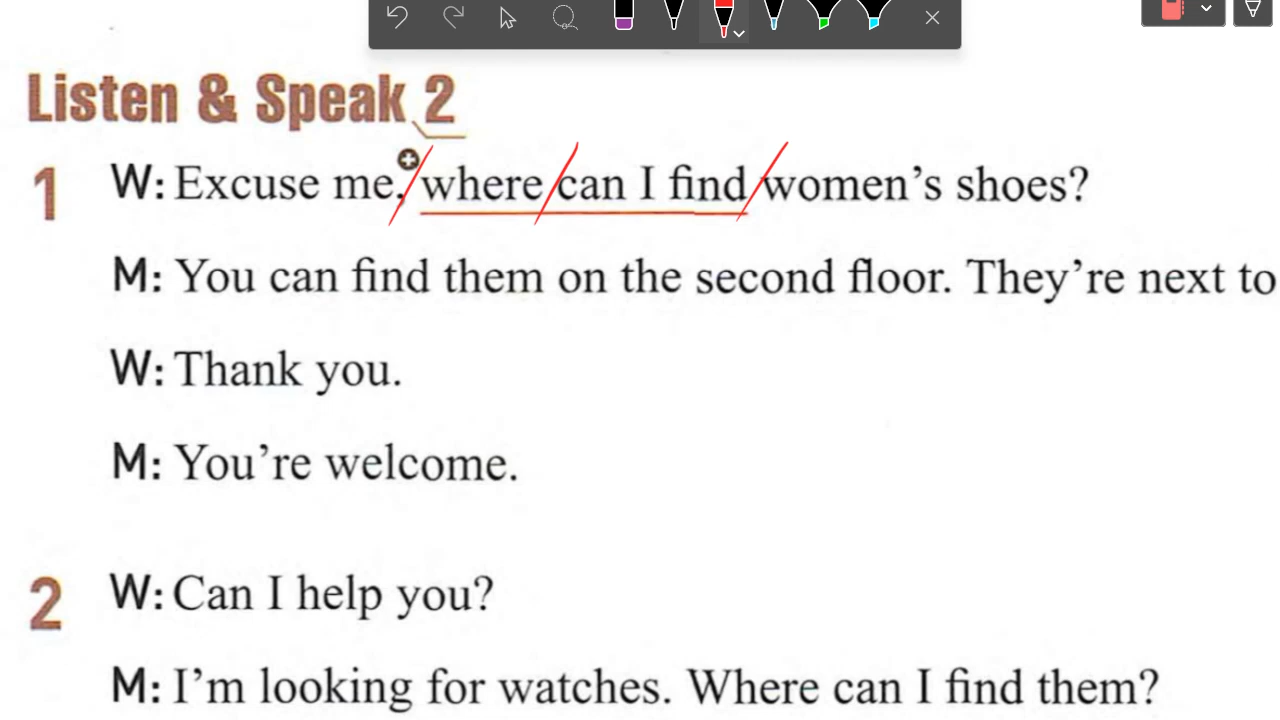 Listen & Speak 2
1 W: Excuse me, where can I find women's shoes?
M: You can find them on the second floor. They're next to
W: Thank you.
M: You're welcome.
2 W: Can I help you?
M: I'm looking for watches. Where can I find them?